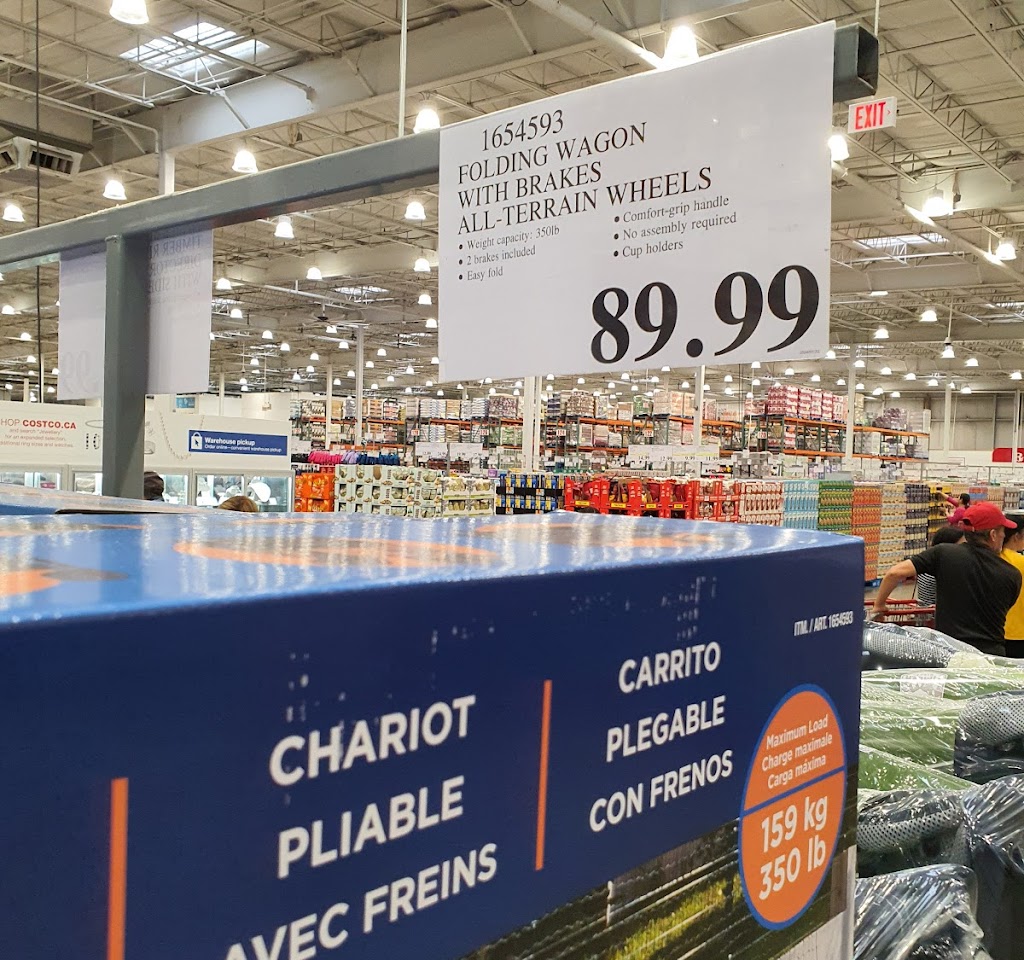 1654593
FOLDING WAGON
WITH BRAKES
ALL-TERRAIN WHEELS
• Weight capacity: 350lb
• 2 brakes included
• Easy fold
• Comfort-grip handle
• No assembly required
• Cup holders
89.99
EXIT
SHOP COSTCO.CA
Warehouse pickup
ITM. / ART. 1654593
CHARIOT
PLIABLE
AVEC FREINS
CARRITO
PLEGABLE
CON FRENOS
Maximum Load
Charge maximale
Carga máxima
159 kg
350 lb